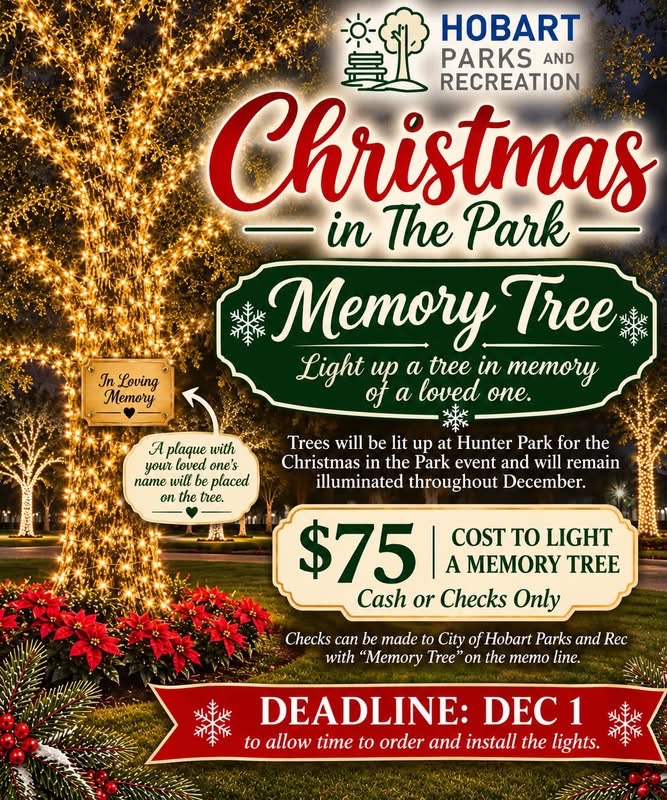 HOBART
PARKS AND
RECREATION
Christmas
in The Park
Memory Tree
Light up a tree in memory
of a loved one.
In Loving
Memory
A plaque with
your loved one's
name will be placed
on the tree.
Trees will be lit up at Hunter Park for the
Christmas in the Park event and will remain
illuminated throughout December.
$75
COST TO LIGHT
A MEMORY TREE
Cash or Checks Only
Checks can be made to City of Hobart Parks and Rec
with "Memory Tree" on the memo line.
DEADLINE: DEC 1
to allow time to order and install the lights.